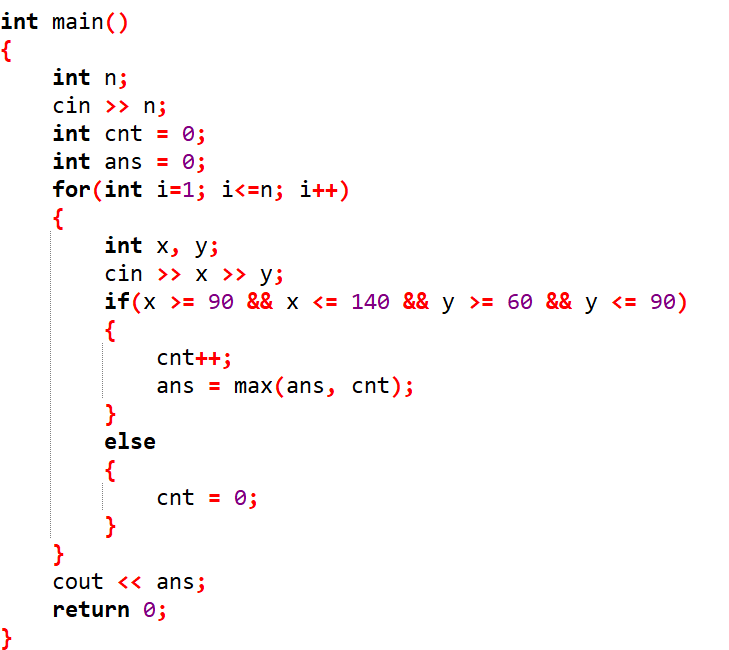 int main()
{
    int n;
    cin >> n;
    int cnt = 0;
    int ans = 0;
    for(int i=1; i<=n; i++)
    {
        int x, y;
        cin >> x >> y;
        if(x >= 90 && x <= 140 && y >= 60 && y <= 90)
        {
            cnt++;
            ans = max(ans, cnt);
        }
        else
        {
            cnt = 0;
        }
    }
    cout << ans;
    return 0;
}